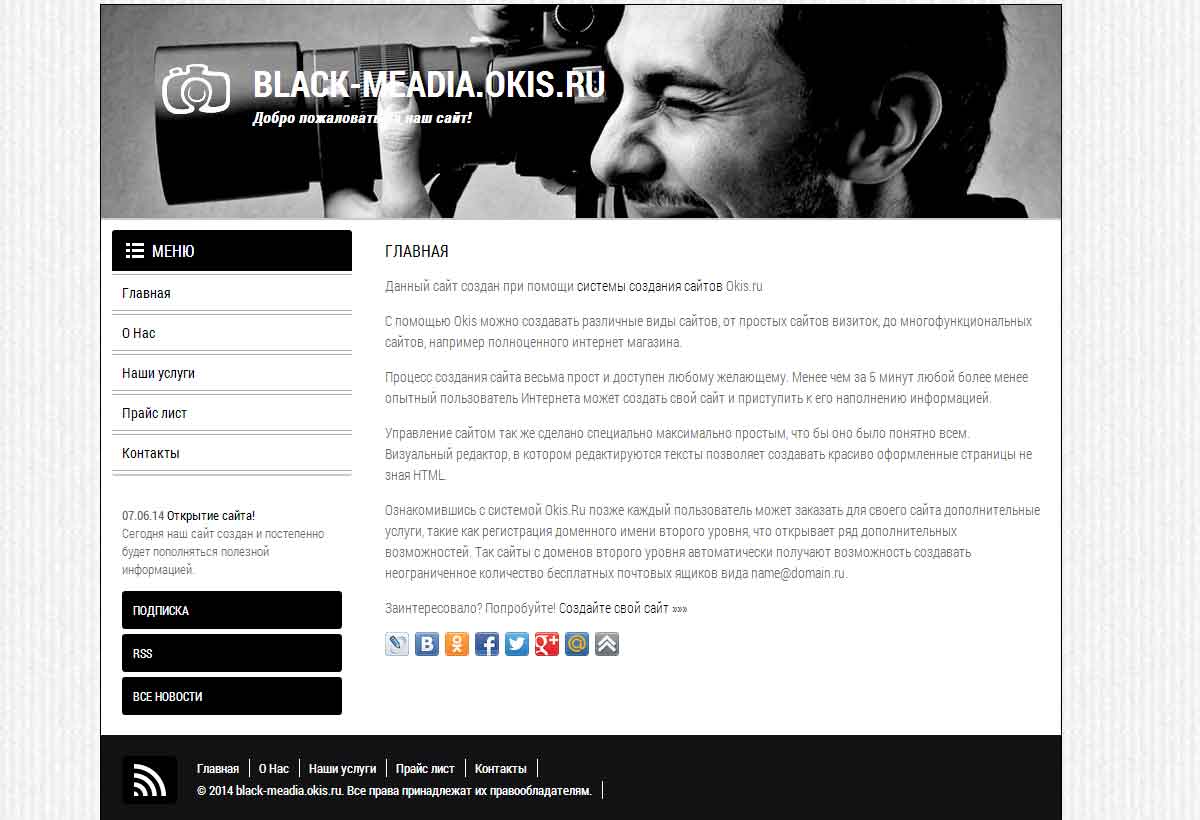 BLACK-MEADIA.OKIS.RU
Добро пожаловать на наш сайт!
МЕНЮ
Главная
О Нас
Наши услуги
Прайс лист
Контакты
07.06.14 Открытие сайта!
Сегодня наш сайт создан и постепенно
будет пополняться полезной
информацией.
ПОДПИСКА
RSS
ВСЕ НОВОСТИ
ГЛАВНАЯ
Данный сайт создан при помощи системы создания сайтов Okis.ru
С помощью Okis можно создавать различные виды сайтов, от простых сайтов визиток, до многофункциональных
сайтов, например полноценного интернет магазина.
Процесс создания сайта весьма прост и доступен любому желающему. Менее чем за 5 минут любой более менее
опытный пользователь Интернета может создать свой сайт и приступить к его наполнению информацией.
Управление сайтом так же сделано специально максимально простым, что бы оно было понятно всем.
Визуальный редактор, в котором редактируются тексты позволяет создавать красиво оформленные страницы не
зная HTML.
Ознакомившись с системой Okis.Ru позже каждый пользователь может заказать для своего сайта дополнительные
услуги, такие как регистрация доменного имени второго уровня, что открывает ряд дополнительных
возможностей. Так сайты с доменов второго уровня автоматически получают возможность создавать
неограниченное количество бесплатных почтовых ящиков вида name@domain.ru.
Заинтересовало? Попробуйте! Создайте свой сайт »»»
Главная О Нас Наши услуги Прайс лист Контакты
© 2014 black-meadia.okis.ru. Все права принадлежат их правообладателям.